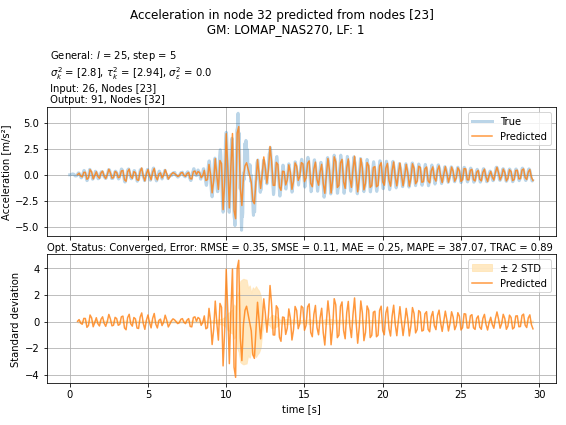 Acceleration in node 32 predicted from nodes [23]
GM: LOMAP_NAS270, LF: 1
General: l = 25, step = 5
σ²ₖ = [2.8], τ²ₖ = [2.94], σ²ε = 0.0
Input: 26, Nodes [23]
Output: 91, Nodes [32]
Acceleration [m/s²]
5.0
2.5
0.0
−2.5
−5.0
True
Predicted
Opt. Status: Converged, Error: RMSE = 0.35, SMSE = 0.11, MAE = 0.25, MAPE = 387.07, TRAC = 0.89
Standard deviation
4
2
0
−2
−4
± 2 STD
Predicted
0 5 10 15 20 25 30
time [s]